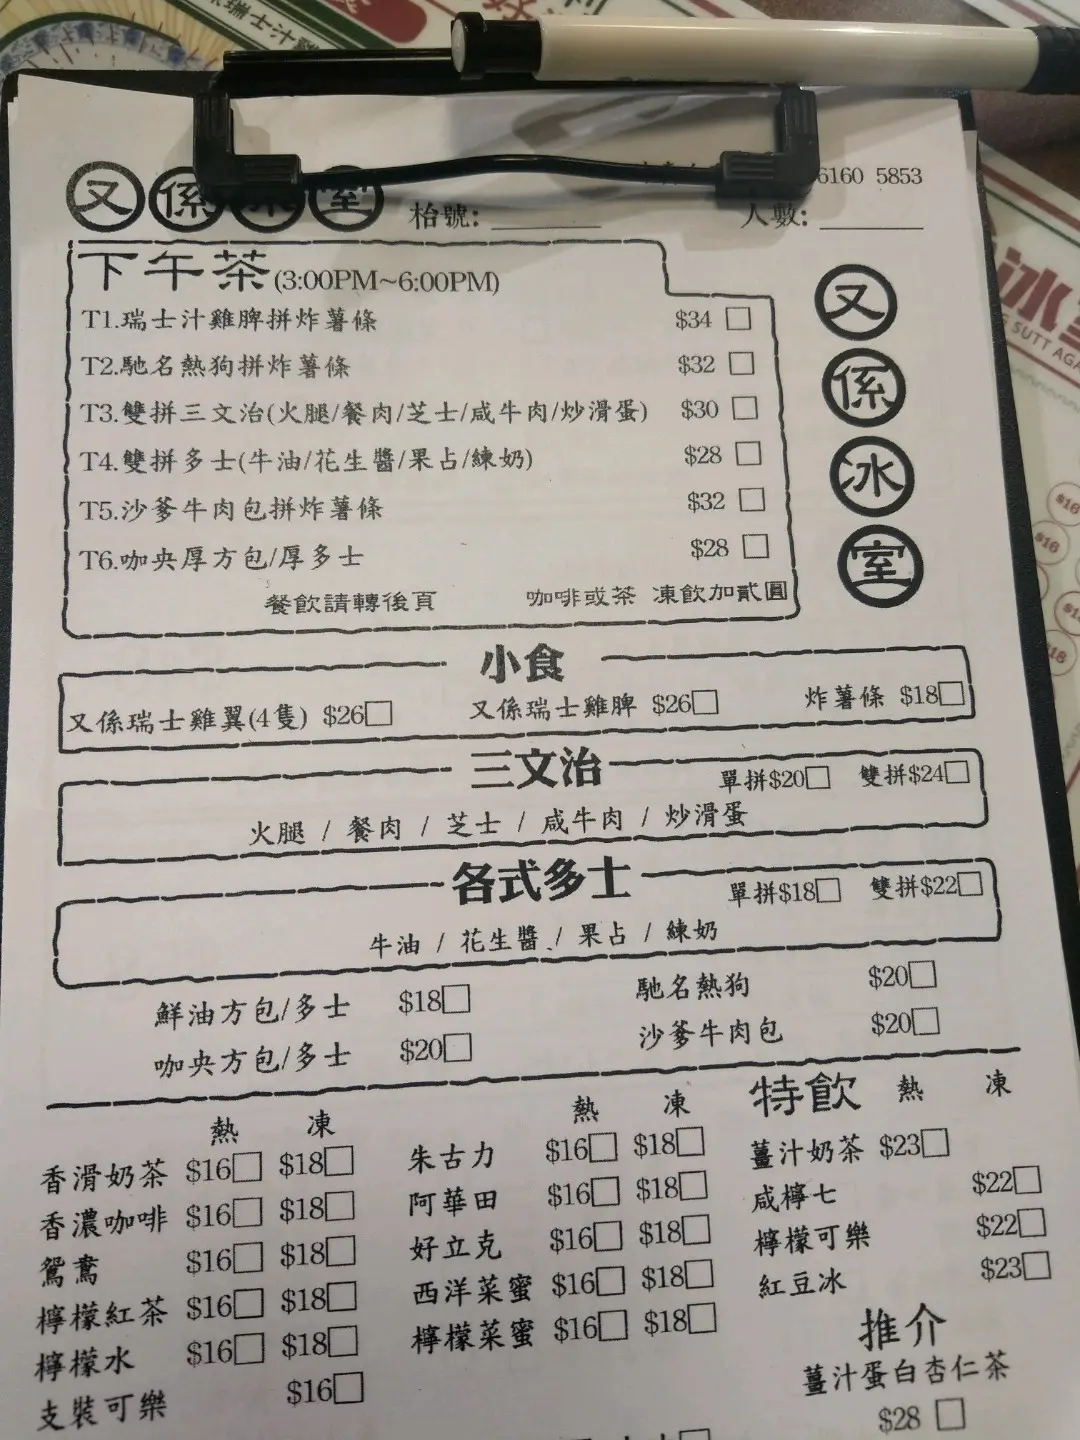 瑞士汁雞
又係冰室 枱號: 人數: 6160 5853
下午茶(3:00PM~6:00PM)
T1.瑞士汁雞脾拼炸薯條 $34
T2.馳名熱狗拼炸薯條 $32
T3.雙拼三文治(火腿/餐肉/芝士/咸牛肉/炒滑蛋) $30
T4.雙拼多士(牛油/花生醬/果占/練奶) $28
T5.沙爹牛肉包拼炸薯條 $32
T6.咖央厚方包/厚多士 $28
餐飲請轉後頁 咖啡或茶 凍飲加貳圓
又係冰室
小食
又係瑞士雞翼(4隻) $26 又係瑞士雞脾 $26 炸薯條 $18
三文治 單拼$20 雙拼$24
火腿 / 餐肉 / 芝士 / 咸牛肉 / 炒滑蛋
各式多士 單拼$18 雙拼$22
牛油 / 花生醬 / 果占 / 練奶
鮮油方包/多士 $18 馳名熱狗 $20
咖央方包/多士 $20 沙爹牛肉包 $20
熱 凍 熱 凍 特飲 熱 凍
香滑奶茶 $16 $18 朱古力 $16 $18 薑汁奶茶 $23
香濃咖啡 $16 $18 阿華田 $16 $18 咸檸七 $22
鴛鴦 $16 $18 好立克 $16 $18 檸檬可樂 $22
檸檬紅茶 $16 $18 西洋菜蜜 $16 $18 紅豆冰 $23
檸檬水 $16 $18 檸檬菜蜜 $16 $18 推介
支裝可樂 $16 薑汁蛋白杏仁茶
$28
冰
SUTT AGA
$16
$16
$18